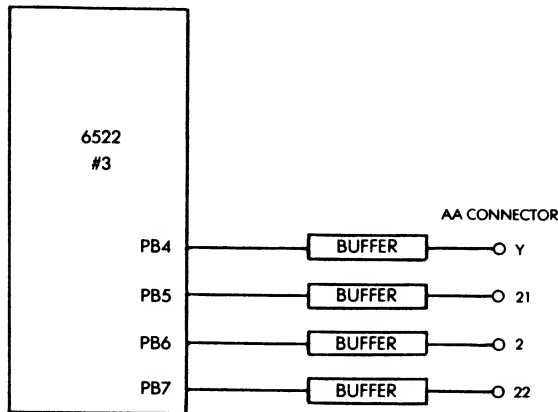 6522
#3
AA CONNECTOR
PB4 BUFFER Y
PB5 BUFFER 21
PB6 BUFFER 2
PB7 BUFFER 22